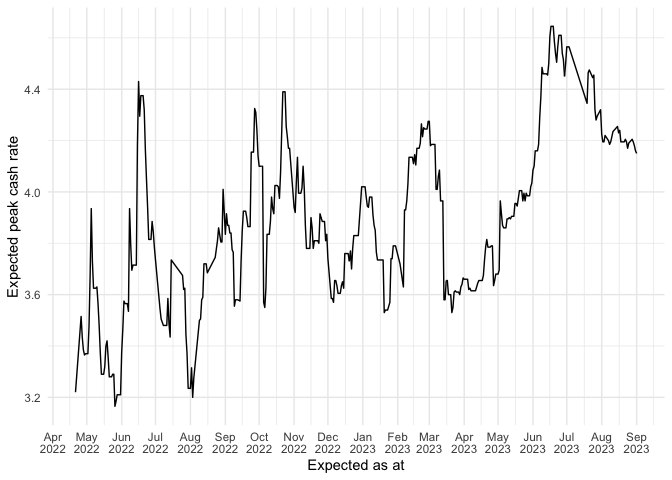 Expected peak cash rate
4.4
4.0
3.6
3.2
Apr May Jun Jul Aug Sep Oct Nov Dec Jan Feb Mar Apr May Jun Jul Aug Sep
2022 2022 2022 2022 2022 2022 2022 2022 2022 2023 2023 2023 2023 2023 2023 2023 2023 2023
Expected as at